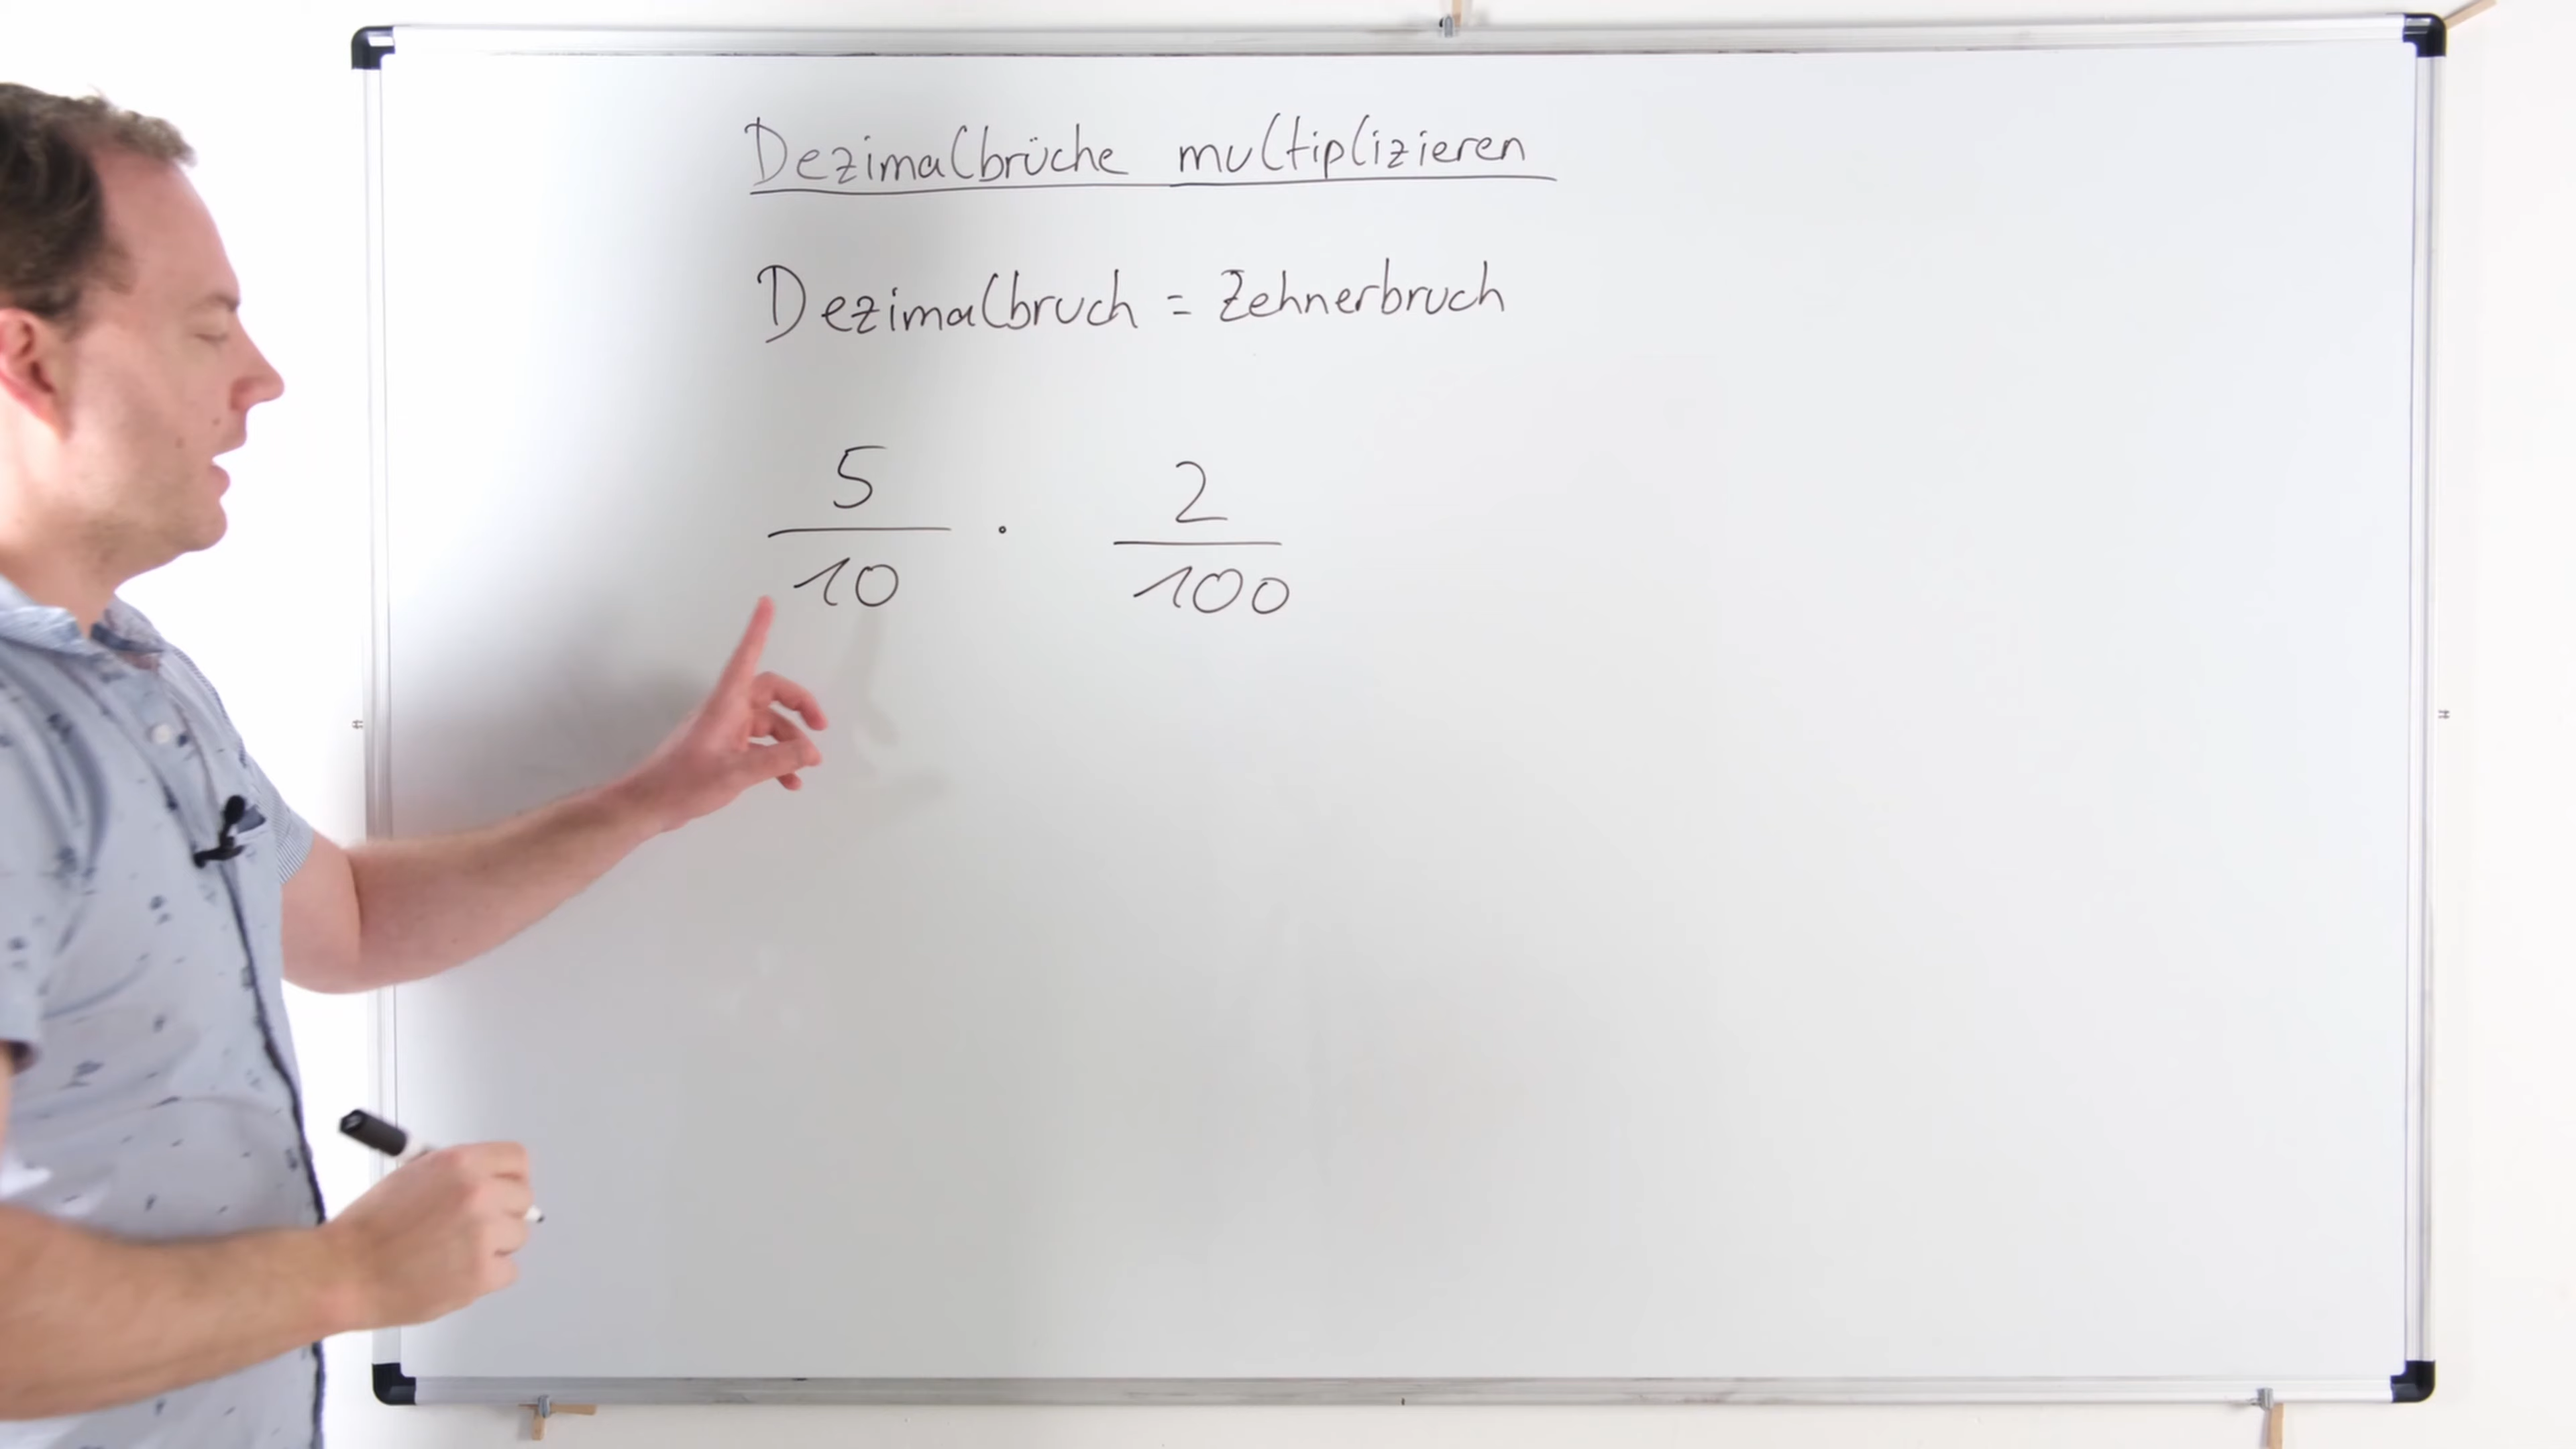 Dezimalbrüche multiplizieren
Dezimalbruch = Zehnerbruch
5/10 · 2/100